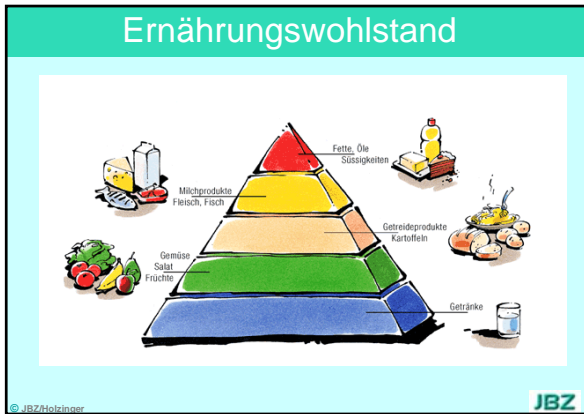 Ernährungswohlstand
Fette, Öle
Süssigkeiten
Milchprodukte
Fleisch, Fisch
Getreideprodukte
Kartoffeln
Gemüse
Salat
Früchte
Getränke
© JBZ/Holzinger
JBZ